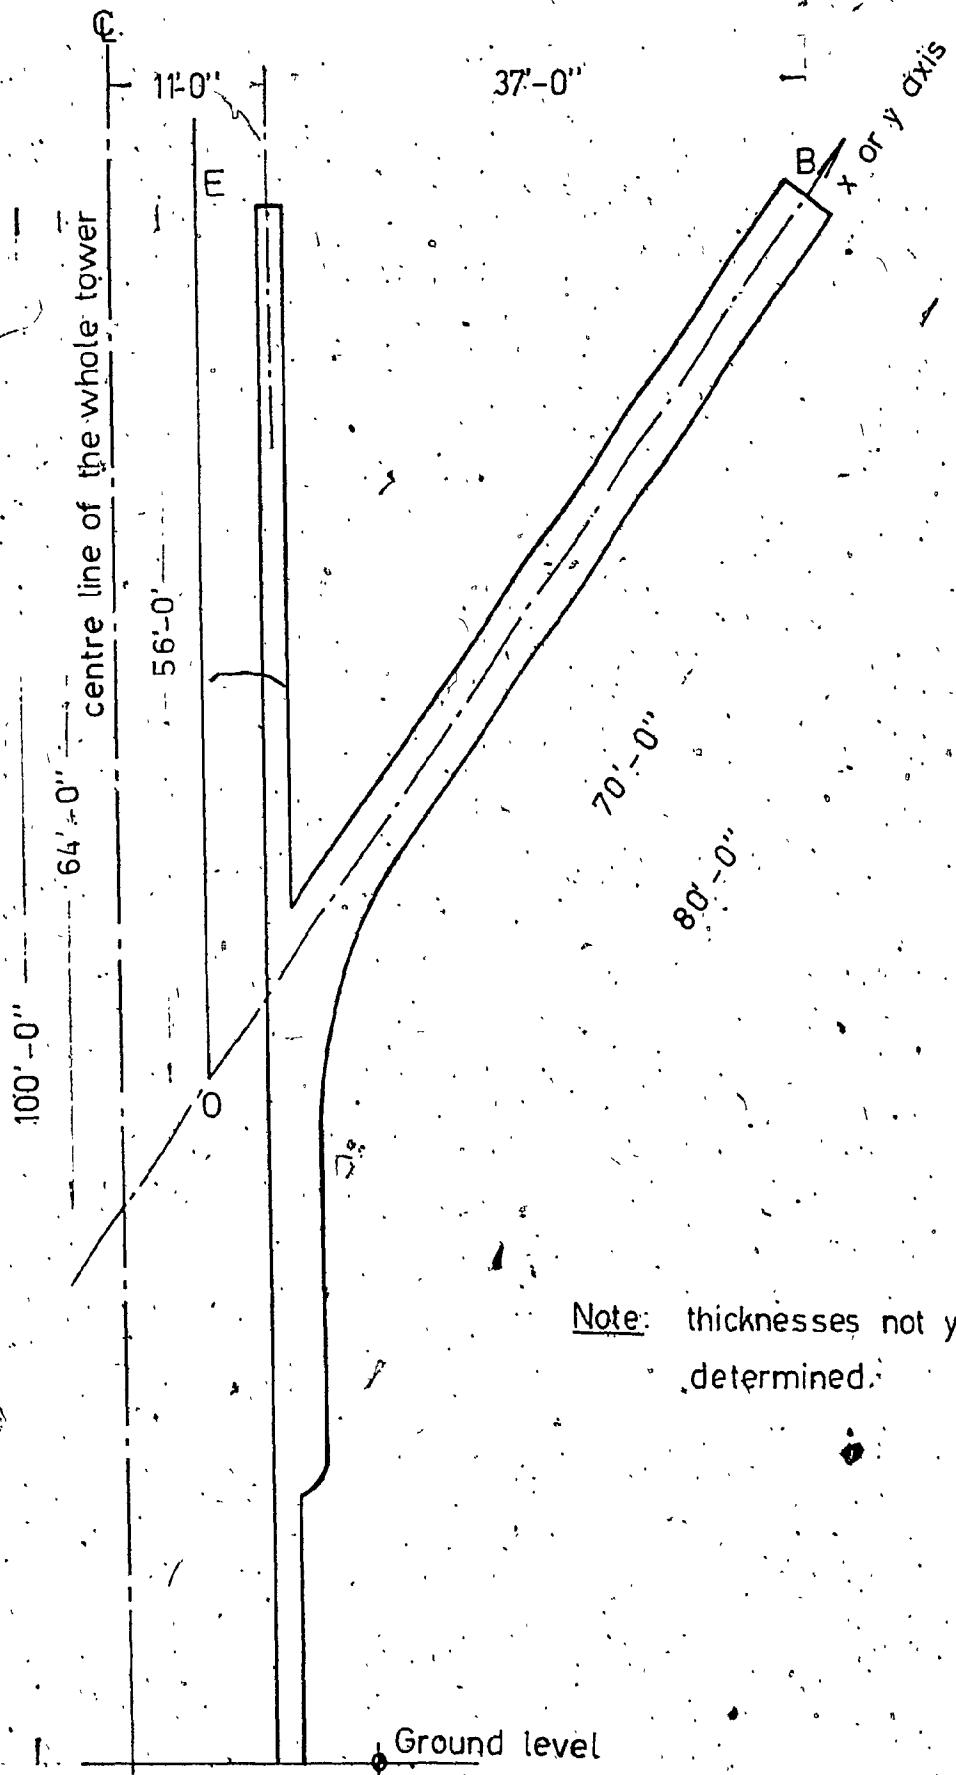 ℄
11'-0"
37'-0"
x or y axis
B
E
centre line of the whole tower
56'-0'
64'-0"
100'-0"
70'-0"
80'-0"
O
Note: thicknesses not y
determined.
Ground level